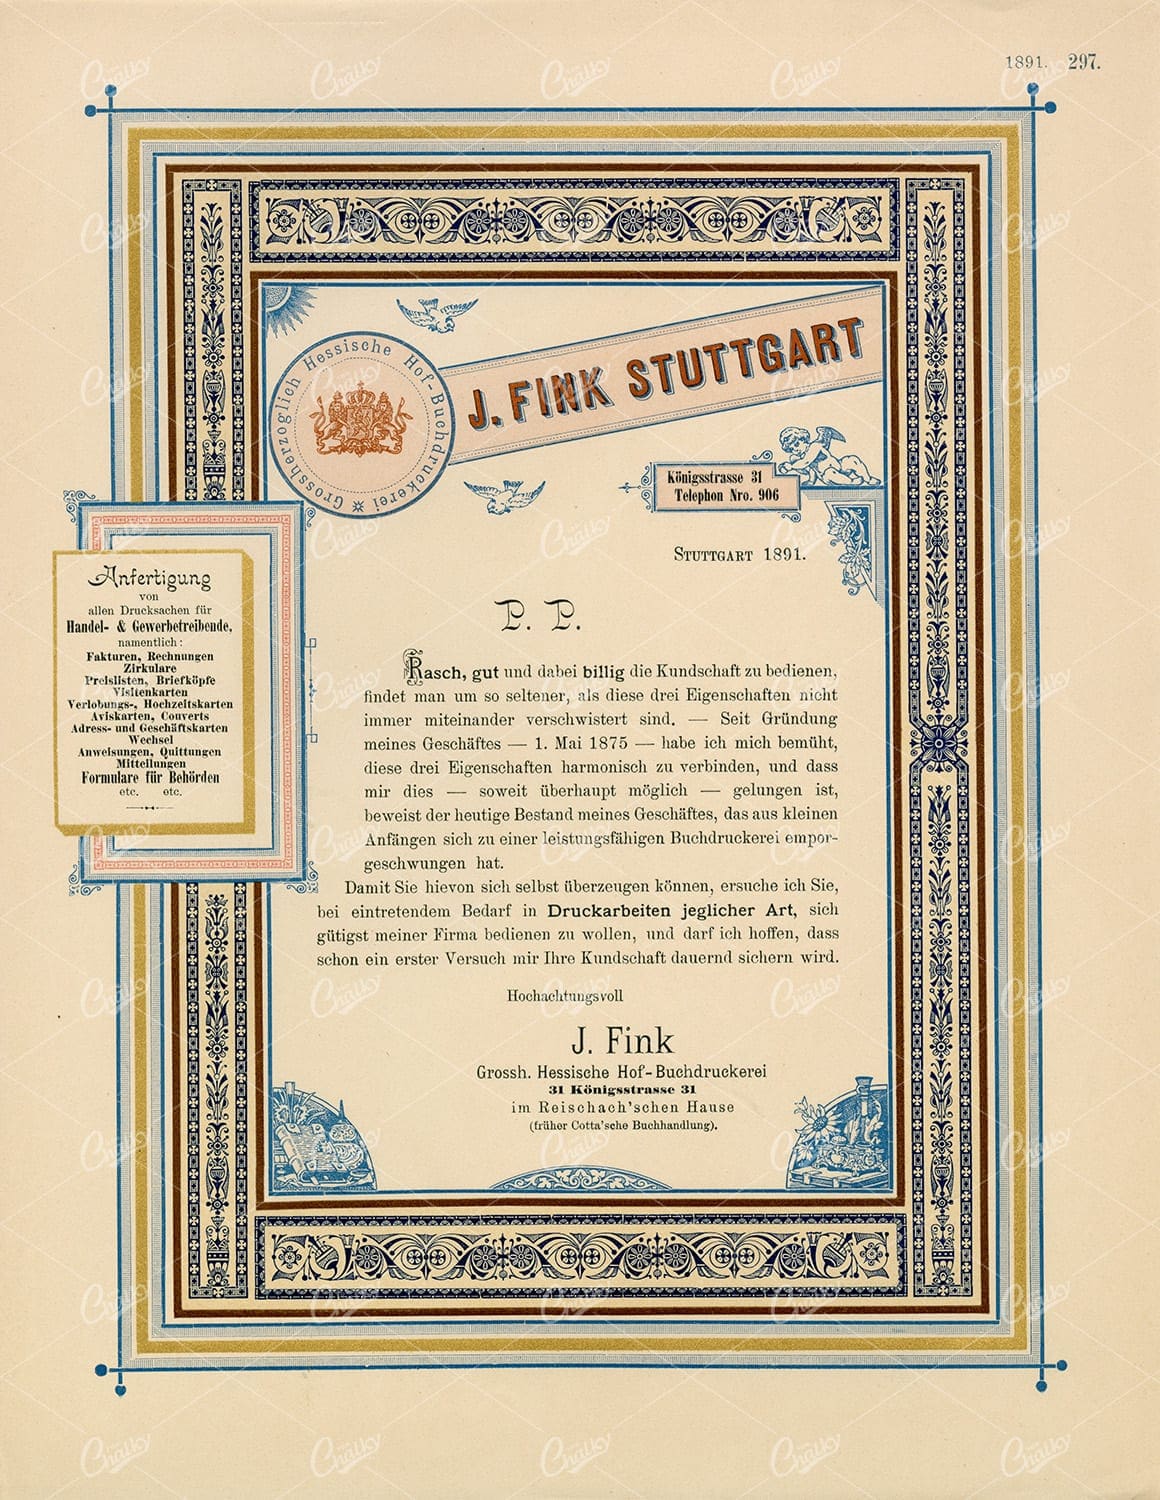 1891. 297.
Grossherzoglich Hessische Hof-Buchdruckerei
J. FINK STUTTGART
Königsstrasse 31
Telephon Nro. 906
STUTTGART 1891.
P. P.
Rasch, gut und dabei billig die Kundschaft zu bedienen,
findet man um so seltener, als diese drei Eigenschaften nicht
immer miteinander verschwistert sind. — Seit Gründung
meines Geschäftes — 1. Mai 1875 — habe ich mich bemüht,
diese drei Eigenschaften harmonisch zu verbinden, und dass
mir dies — soweit überhaupt möglich — gelungen ist,
beweist der heutige Bestand meines Geschäftes, das aus kleinen
Anfängen sich zu einer leistungsfähigen Buchdruckerei empor-
geschwungen hat.
Damit Sie hievon sich selbst überzeugen können, ersuche ich Sie,
bei eintretendem Bedarf in Druckarbeiten jeglicher Art, sich
gütigst meiner Firma bedienen zu wollen, und darf ich hoffen, dass
schon ein erster Versuch mir Ihre Kundschaft dauernd sichern wird.
Hochachtungsvoll
J. Fink
Grossh. Hessische Hof-Buchdruckerei
31 Königsstrasse 31
im Reischach'schen Hause
(früher Cotta'sche Buchhandlung).
Anfertigung
von
allen Drucksachen für
Handel- & Gewerbetreibende,
namentlich:
Fakturen, Rechnungen
Zirkulare
Preislisten, Briefköpfe
Visitenkarten
Verlobungs-, Hochzeitskarten
Aviskarten, Couverts
Adress- und Geschäftskarten
Wechsel
Anweisungen, Quittungen
Mitteilungen
Formulare für Behörden
etc. etc.
THE Chalky